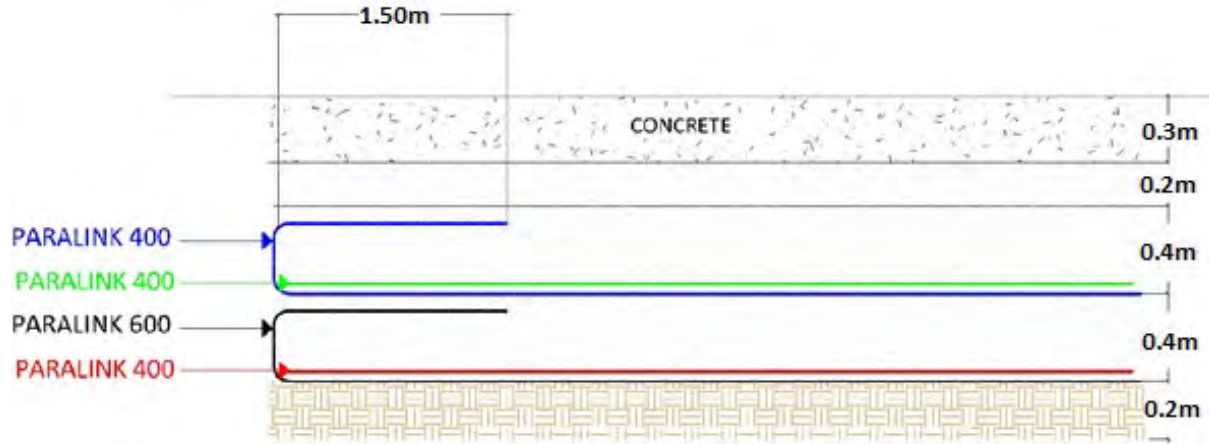 1.50m
CONCRETE
0.3m
0.2m
PARALINK 400
0.4m
PARALINK 400
PARALINK 600
0.4m
PARALINK 400
0.2m